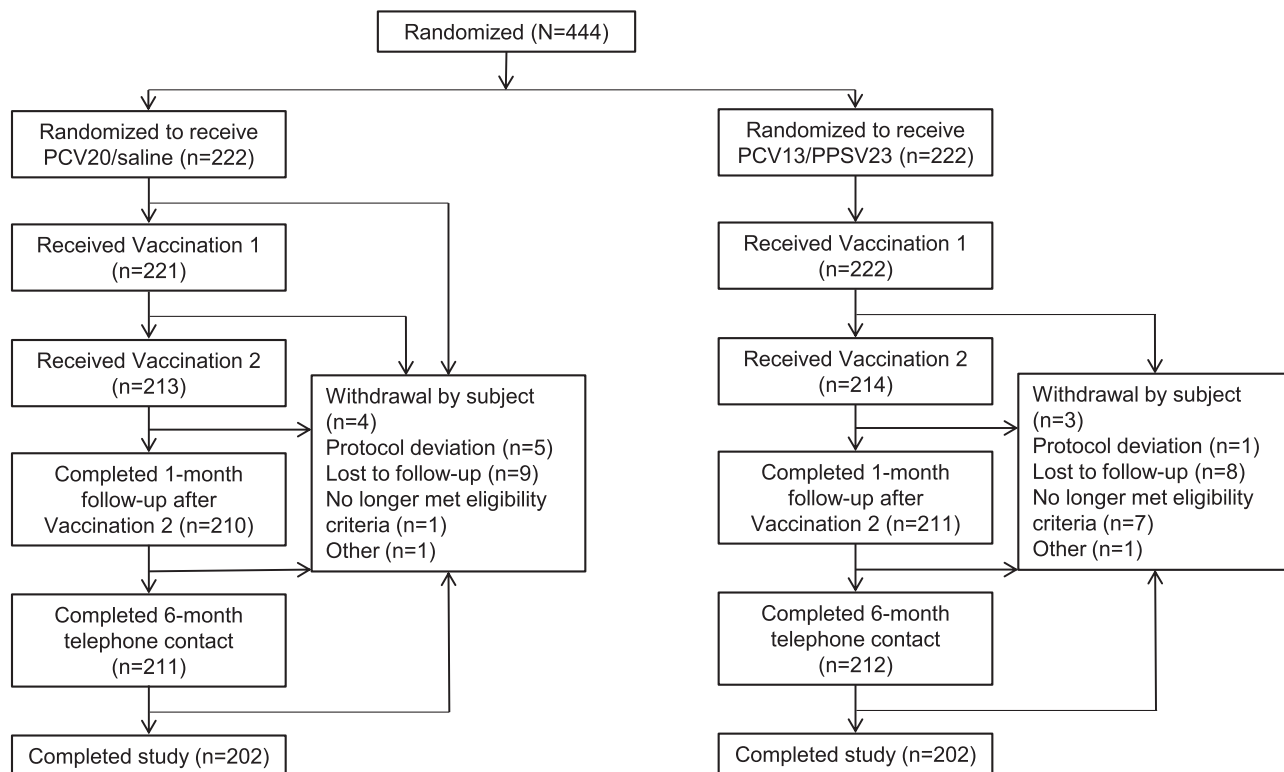 Randomized (N=444)
Randomized to receive
PCV20/saline (n=222)
Received Vaccination 1
(n=221)
Received Vaccination 2
(n=213)
Completed 1-month
follow-up after
Vaccination 2 (n=210)
Completed 6-month
telephone contact
(n=211)
Completed study (n=202)
Withdrawal by subject
(n=4)
Protocol deviation (n=5)
Lost to follow-up (n=9)
No longer met eligibility
criteria (n=1)
Other (n=1)
Randomized to receive
PCV13/PPSV23 (n=222)
Received Vaccination 1
(n=222)
Received Vaccination 2
(n=214)
Completed 1-month
follow-up after
Vaccination 2 (n=211)
Completed 6-month
telephone contact
(n=212)
Completed study (n=202)
Withdrawal by subject
(n=3)
Protocol deviation (n=1)
Lost to follow-up (n=8)
No longer met eligibility
criteria (n=7)
Other (n=1)